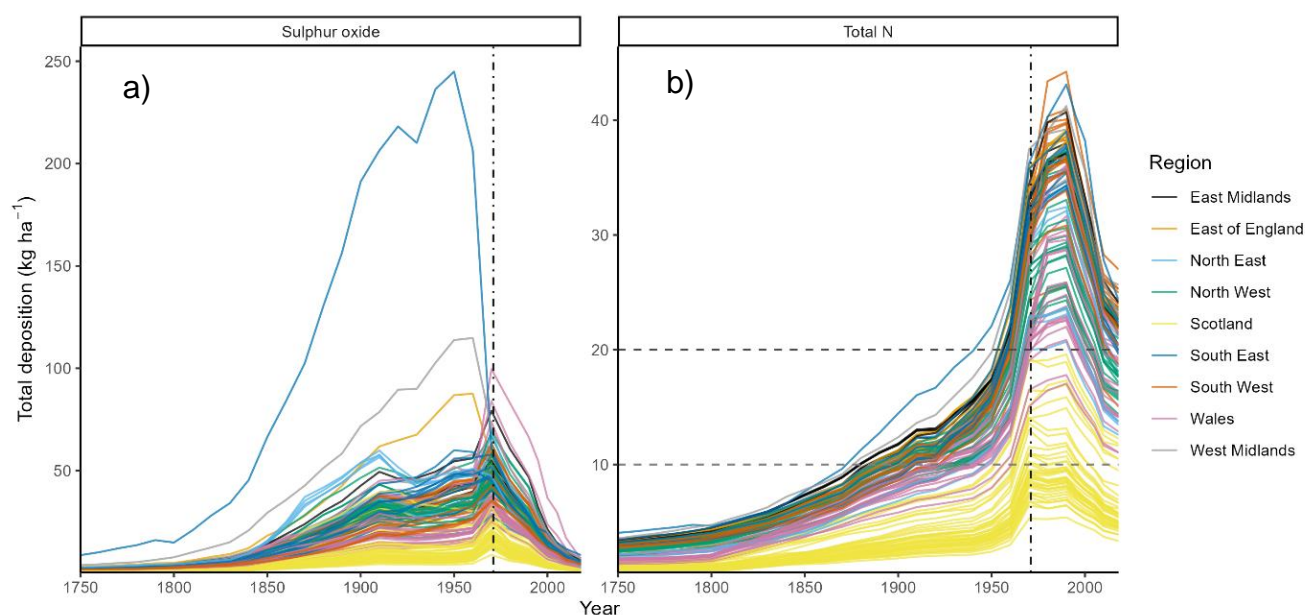 Sulphur oxide
Total N
a)
b)
Total deposition (kg ha⁻¹)
250
200
150
100
50
40
30
20
10
1750 1800 1850 1900 1950 2000
1750 1800 1850 1900 1950 2000
Year
Region
East Midlands
East of England
North East
North West
Scotland
South East
South West
Wales
West Midlands